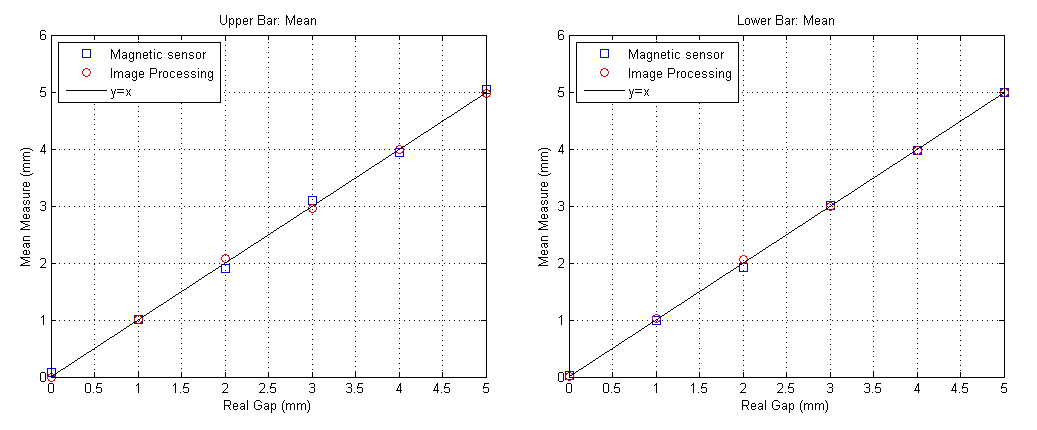 Upper Bar: Mean
6
5
4
3
2
1
0
Mean Measure (mm)
Magnetic sensor
Image Processing
y=x
0 0.5 1 1.5 2 2.5 3 3.5 4 4.5 5
Real Gap (mm)
Lower Bar: Mean
6
5
4
3
2
1
0
Mean Measure (mm)
Magnetic sensor
Image Processing
y=x
0 0.5 1 1.5 2 2.5 3 3.5 4 4.5 5
Real Gap (mm)